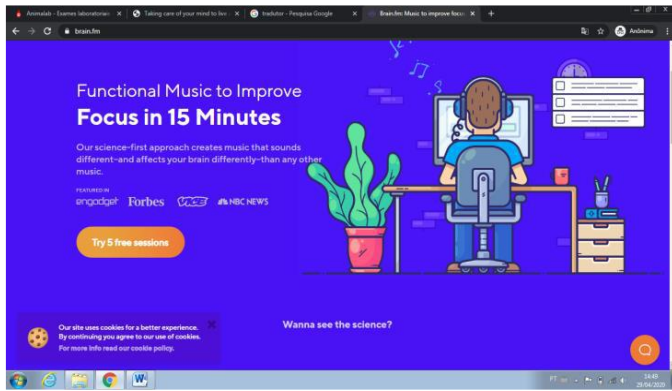 Animalab - Exames laboratoriais
Taking care of your mind to live
tradutor - Pesquisa Google
Brain.fm: Music to improve focus
brain.fm
Anônima
Functional Music to Improve
Focus in 15 Minutes
Our science-first approach creates music that sounds
different–and affects your brain differently–than any other
music.
FEATURED IN
engadget Forbes VICE NBC NEWS
Try 5 free sessions
Our site uses cookies for a better experience.
By continuing you agree to our use of cookies.
For more info read our cookie policy.
Wanna see the science?
PT
14:49
29/04/2020